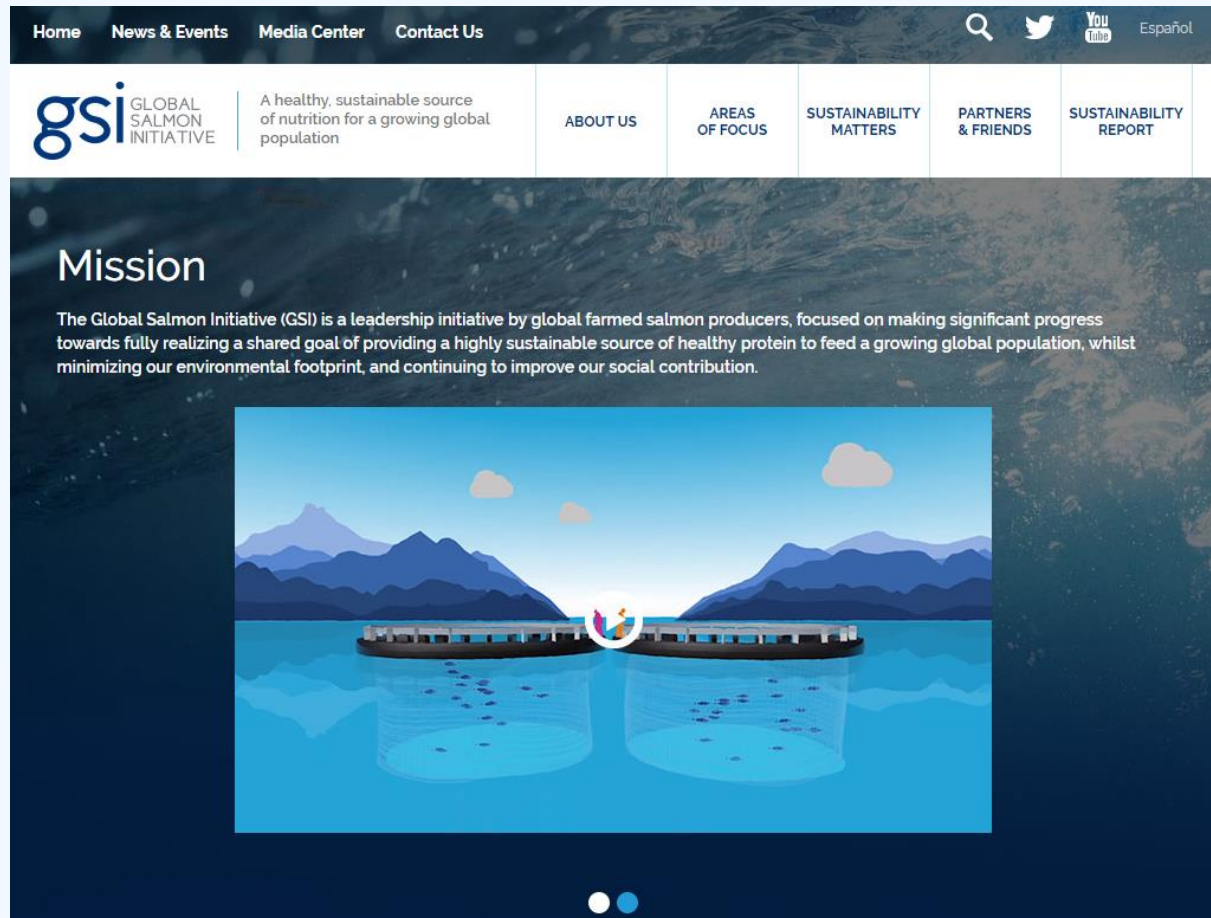 Home News & Events Media Center Contact Us
You
Tube
Español
gsi
GLOBAL
SALMON
INITIATIVE
A healthy, sustainable source
of nutrition for a growing global
population
ABOUT US
AREAS
OF FOCUS
SUSTAINABILITY
MATTERS
PARTNERS
& FRIENDS
SUSTAINABILITY
REPORT
Mission
The Global Salmon Initiative (GSI) is a leadership initiative by global farmed salmon producers, focused on making significant progress
towards fully realizing a shared goal of providing a highly sustainable source of healthy protein to feed a growing global population, whilst
minimizing our environmental footprint, and continuing to improve our social contribution.